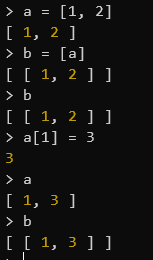 > a = [1, 2]
[ 1, 2 ]
> b = [a]
[ [ 1, 2 ] ]
> b
[ [ 1, 2 ] ]
> a[1] = 3
3
> a
[ 1, 3 ]
> b
[ [ 1, 3 ] ]